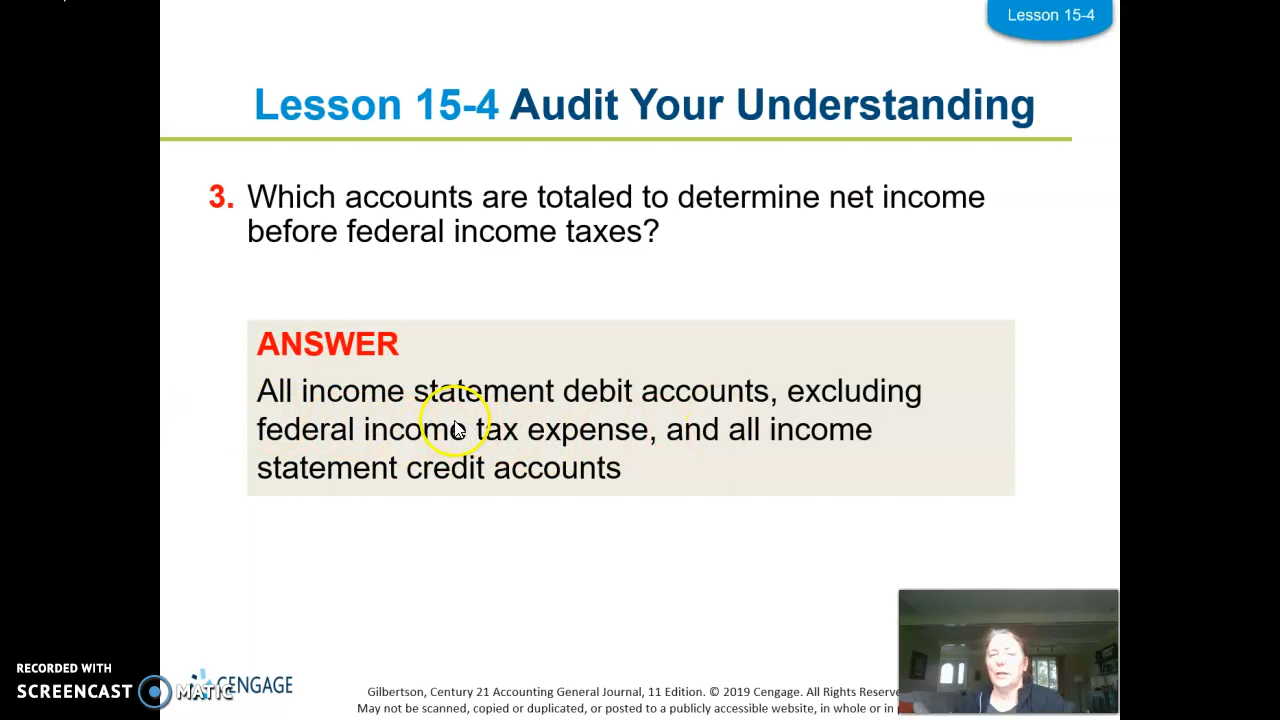 Lesson 15-4
Lesson 15-4 Audit Your Understanding
3. Which accounts are totaled to determine net income
before federal income taxes?
ANSWER
All income statement debit accounts, excluding
federal income tax expense, and all income
statement credit accounts
RECORDED WITH
SCREENCAST MATIC
CENGAGE
Gilbertson, Century 21 Accounting General Journal, 11 Edition. © 2019 Cengage. All Rights
May not be scanned, copied or duplicated, or posted to a publicly accessible website, in whole or in